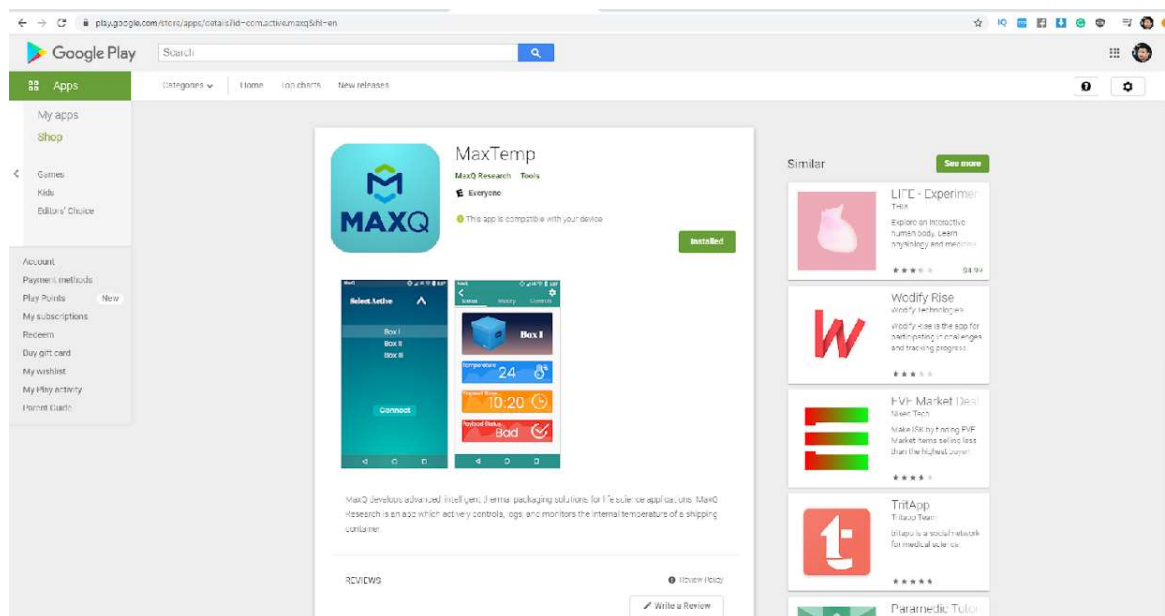 play.google.com/store/apps/details?id=com.active.maxq&hl=en
Google Play
Search
Apps
Categories
Home
Top charts
New releases
My apps
Shop
Games
Kids
Editors' Choice
Account
Payment methods
Play Points
New
My subscriptions
Redeem
Buy gift card
My wishlist
My Play activity
Parent Guide
MAXQ
MaxTemp
MaxQ Research Tools
E Everyone
This app is compatible with your device
Installed
Select Active
Box I
Box II
Box III
Connect
History
Controls
Box I
Temperature
24
10:20
Payload Status
Bad
MaxQ develops advanced, intelligent thermal packaging solutions for life science applications. MaxQ
Research is an app which actively controls, logs, and monitors the internal temperature of a shipping
container.
REVIEWS
Review Policy
Write a Review
Similar
See more
LIFE - Experimen
Explore an interactive
human body. Learn
physiology and medicine
$4.99
Wodify Rise
Wodify Technologies
Wodify Rise is the app for
participating in challenges
and tracking progress.
EVE Market Deal
Nixec Tech
Make ISK by finding EVE
Market items selling less
than the highest buyer
TritApp
Tritapp Team
tritapp is a social network
for medical science
Paramedic Tutor